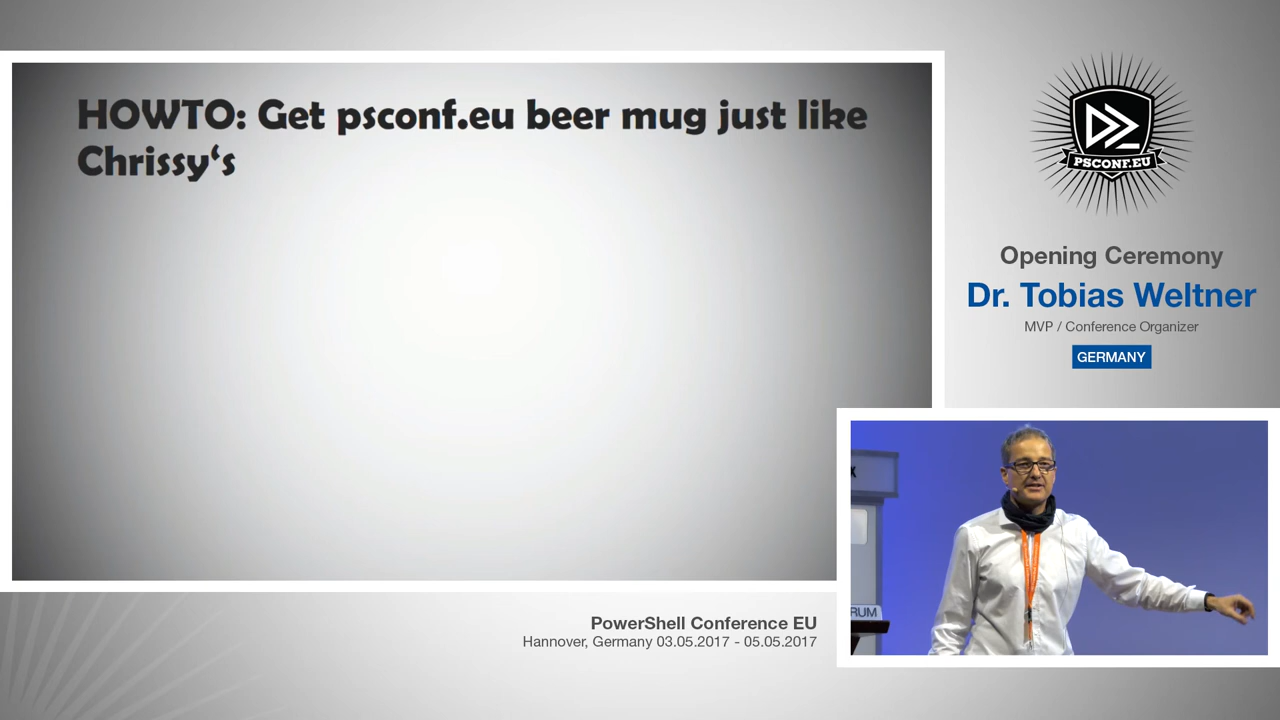 HOWTO: Get psconf.eu beer mug just like
Chrissy‘s
PSCONF.EU
Opening Ceremony
Dr. Tobias Weltner
MVP / Conference Organizer
GERMANY
RUM
PowerShell Conference EU
Hannover, Germany 03.05.2017 - 05.05.2017